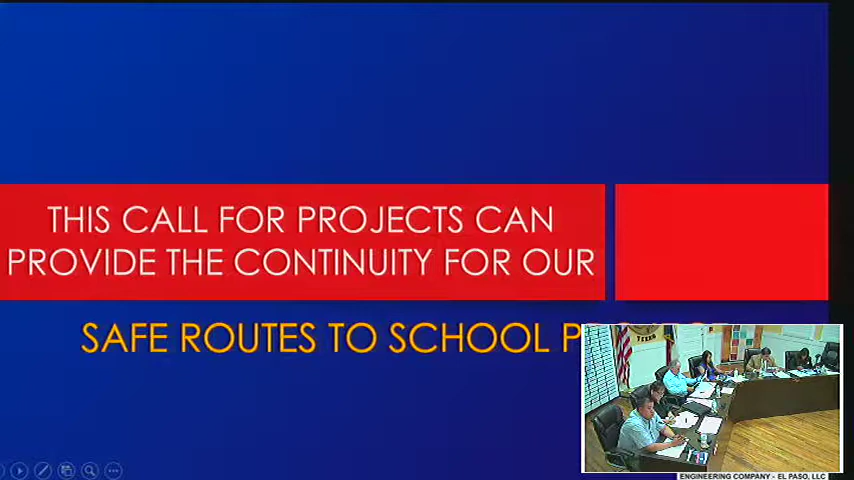 THIS CALL FOR PROJECTS CAN
PROVIDE THE CONTINUITY FOR OUR
SAFE ROUTES TO SCHOOL P
TEXAS
ENGINEERING COMPANY - EL PASO, LLC